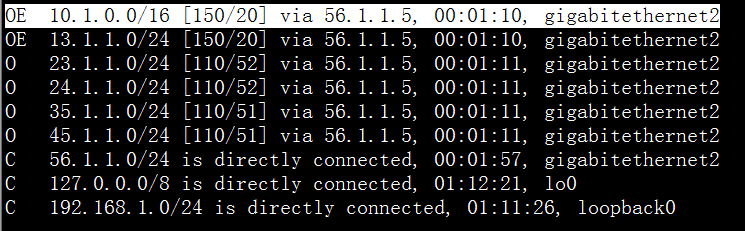 OE 10.1.0.0/16 [150/20] via 56.1.1.5, 00:01:10, gigabitethernet2
OE 13.1.1.0/24 [150/20] via 56.1.1.5, 00:01:10, gigabitethernet2
O 23.1.1.0/24 [110/52] via 56.1.1.5, 00:01:11, gigabitethernet2
O 24.1.1.0/24 [110/52] via 56.1.1.5, 00:01:11, gigabitethernet2
O 35.1.1.0/24 [110/51] via 56.1.1.5, 00:01:11, gigabitethernet2
O 45.1.1.0/24 [110/51] via 56.1.1.5, 00:01:11, gigabitethernet2
C 56.1.1.0/24 is directly connected, 00:01:57, gigabitethernet2
C 127.0.0.0/8 is directly connected, 01:12:21, lo0
C 192.168.1.0/24 is directly connected, 01:11:26, loopback0